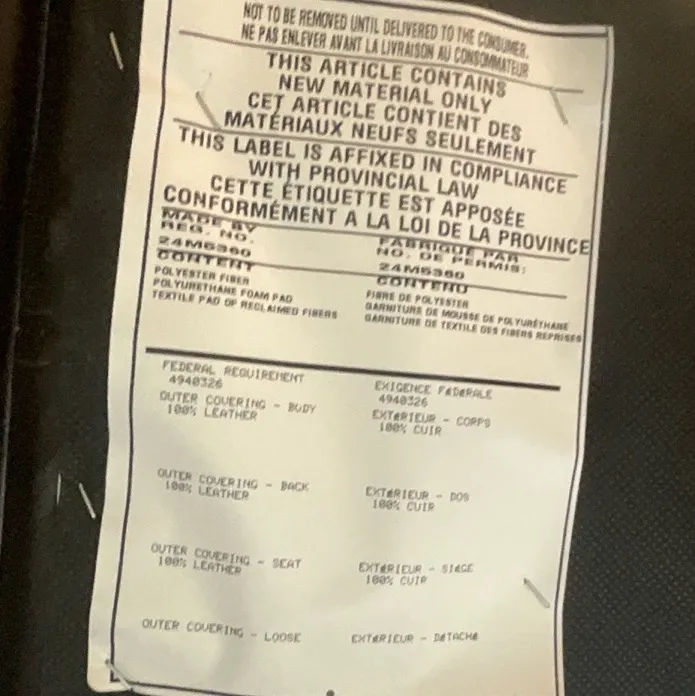 NOT TO BE REMOVED UNTIL DELIVERED TO THE CONSUMER.
NE PAS ENLEVER AVANT LA LIVRAISON AU CONSOMMATEUR
THIS ARTICLE CONTAINS
NEW MATERIAL ONLY
CET ARTICLE CONTIENT DES
MATÉRIAUX NEUFS SEULEMENT
THIS LABEL IS AFFIXED IN COMPLIANCE
WITH PROVINCIAL LAW
CETTE ÉTIQUETTE EST APPOSÉE
CONFORMÉMENT A LA LOI DE LA PROVINCE
MADE BY
REG. NO.
24M5360
CONTENT
POLYESTER FIBER
POLYURETHANE FOAM PAD
TEXTILE PAD OF RECLAIMED FIBERS
FABRIQUÉ PAR
NO. DE PERMIS:
24M5360
CONTENU
FIBRE DE POLYESTER
GARNITURE DE MOUSSE DE POLYURÉTHANE
GARNITURE DE TEXTILE DES FIBERS REPRISES
FEDERAL REQUIREMENT
4940326
OUTER COVERING - BODY
100% LEATHER
OUTER COVERING - BACK
100% LEATHER
OUTER COVERING - SEAT
100% LEATHER
OUTER COVERING - LOOSE
EXIGENCE FéDéRALE
4940326
EXTéRIEUR - CORPS
100% CUIR
EXTéRIEUR - DOS
100% CUIR
EXTéRIEUR - SIéGE
100% CUIR
EXTéRIEUR - DéTACHé